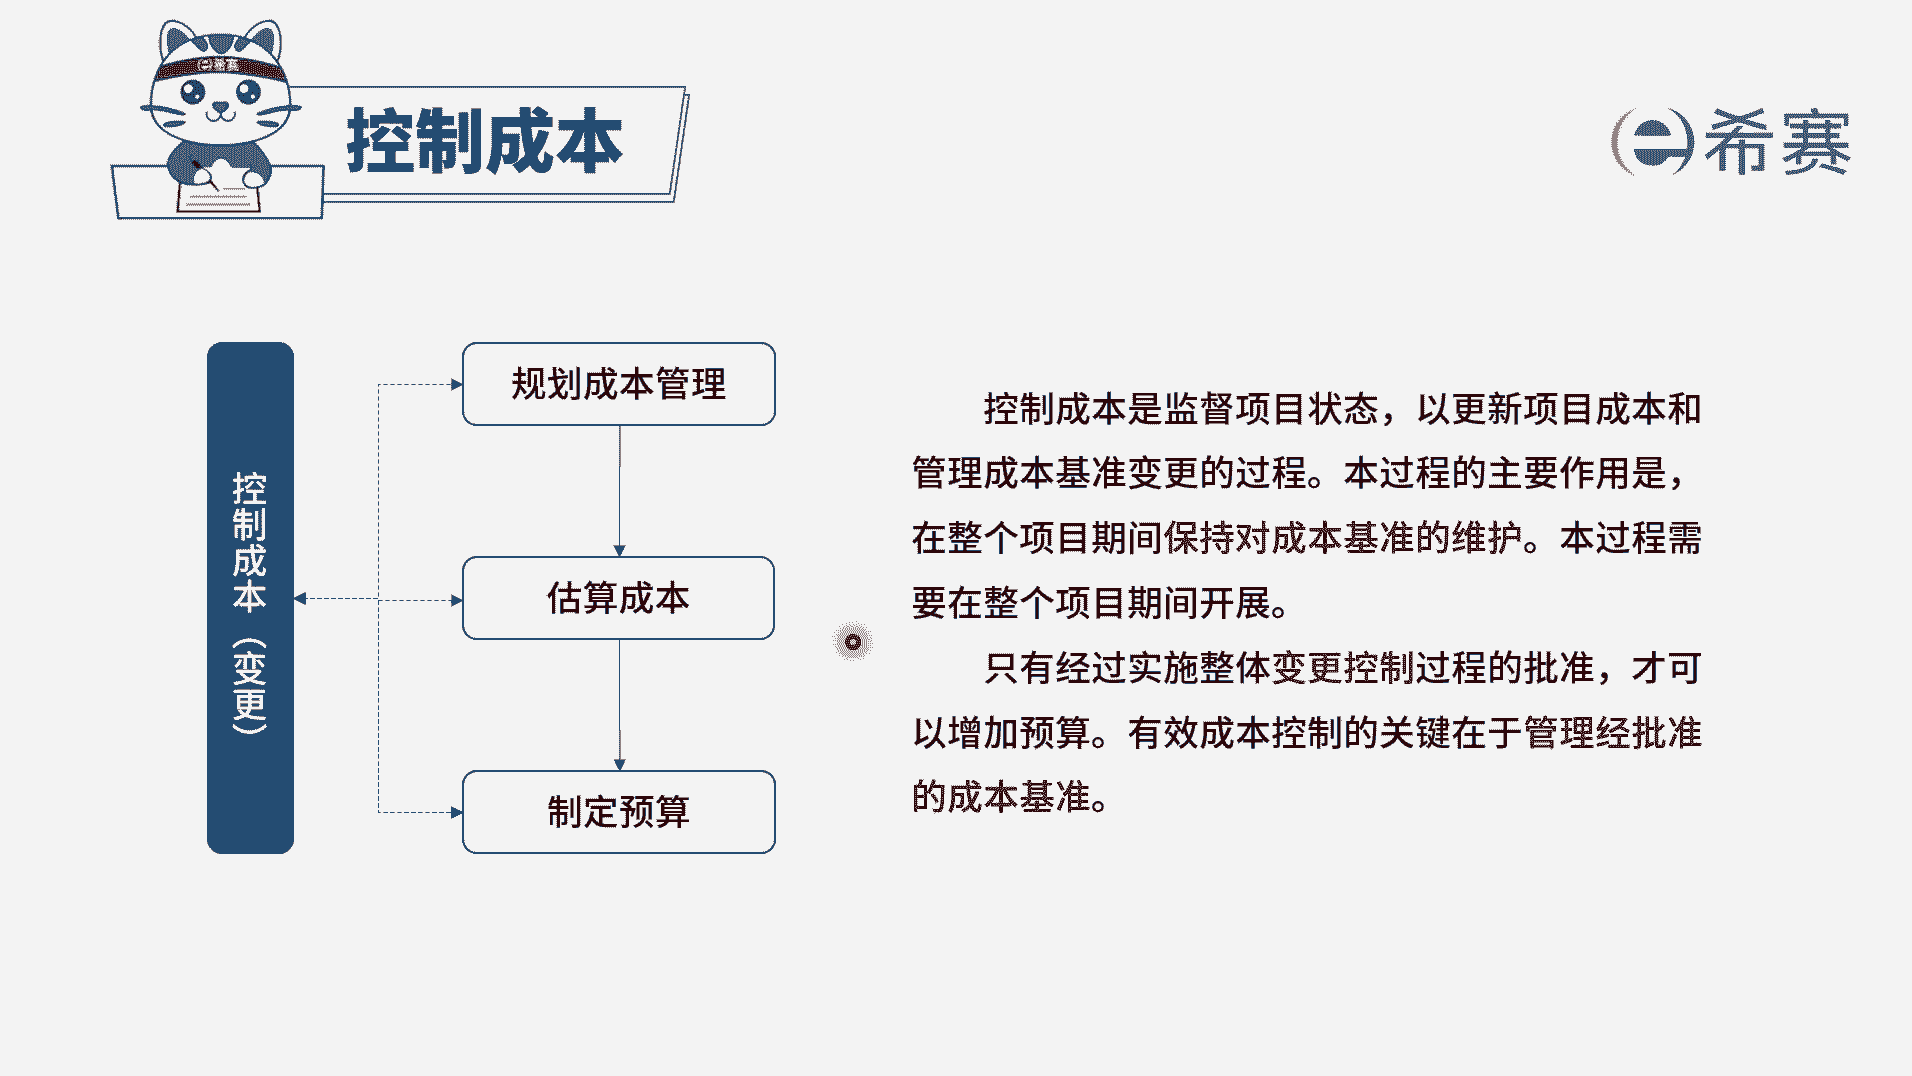 希赛
控制成本
希赛
控制成本（变更）
规划成本管理
估算成本
制定预算
控制成本是监督项目状态，以更新项目成本和
管理成本基准变更的过程。本过程的主要作用是，
在整个项目期间保持对成本基准的维护。本过程需
要在整个项目期间开展。
只有经过实施整体变更控制过程的批准，才可
以增加预算。有效成本控制的关键在于管理经批准
的成本基准。